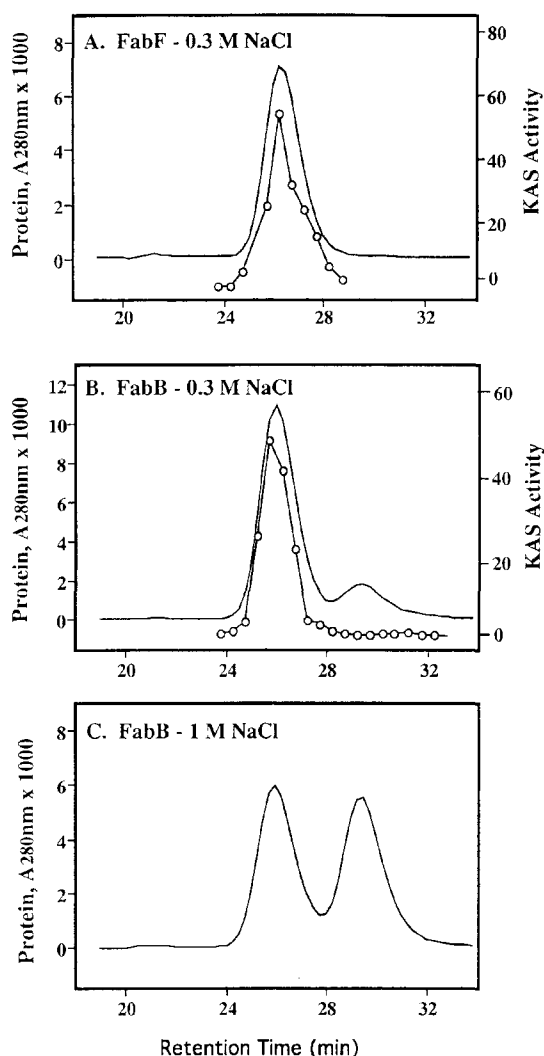 A. FabF - 0.3 M NaCl
Protein, A280nm x 1000
8
6
4
2
0
KAS Activity
80
60
40
20
0
20 24 28 32
B. FabB - 0.3 M NaCl
Protein, A280nm x 1000
12
10
8
6
4
2
0
KAS Activity
60
40
20
0
20 24 28 32
C. FabB - 1 M NaCl
Protein, A280nm x 1000
8
6
4
2
0
20 24 28 32
Retention Time (min)